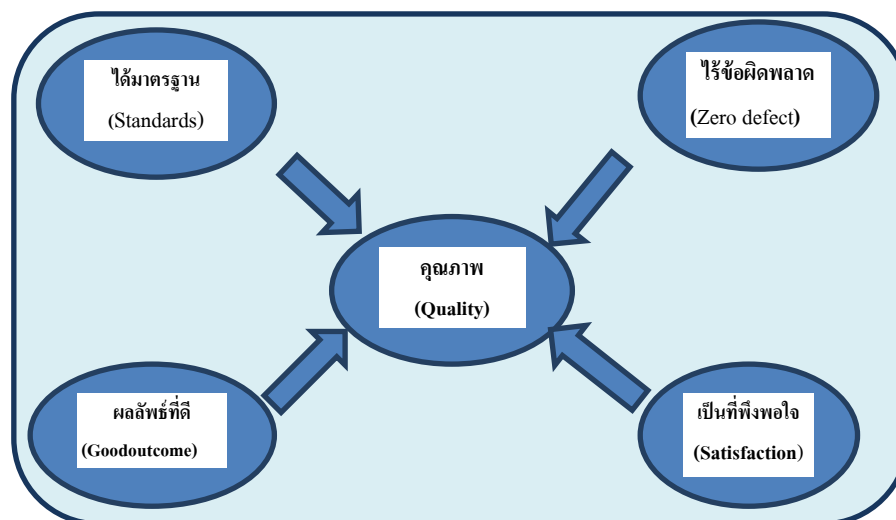 ได้มาตรฐาน
(Standards)
ไร้ข้อผิดพลาด
(Zero defect)
คุณภาพ
(Quality)
ผลลัพธ์ที่ดี
(Goodoutcome)
เป็นที่พึงพอใจ
(Satisfaction)